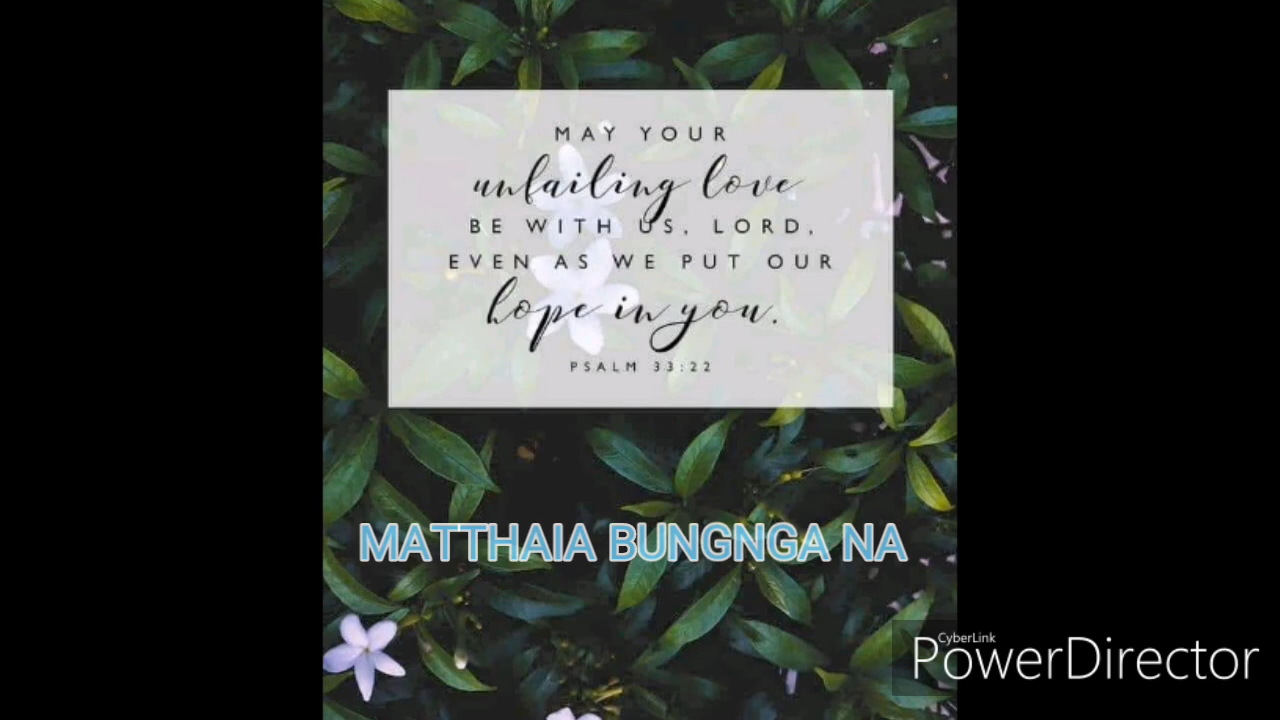 MAY YOUR
unfailing love
BE WITH US, LORD,
EVEN AS WE PUT OUR
hope in you.
PSALM 33:22
MATTHAIA BUNGNGA NA
CyberLink
PowerDirector